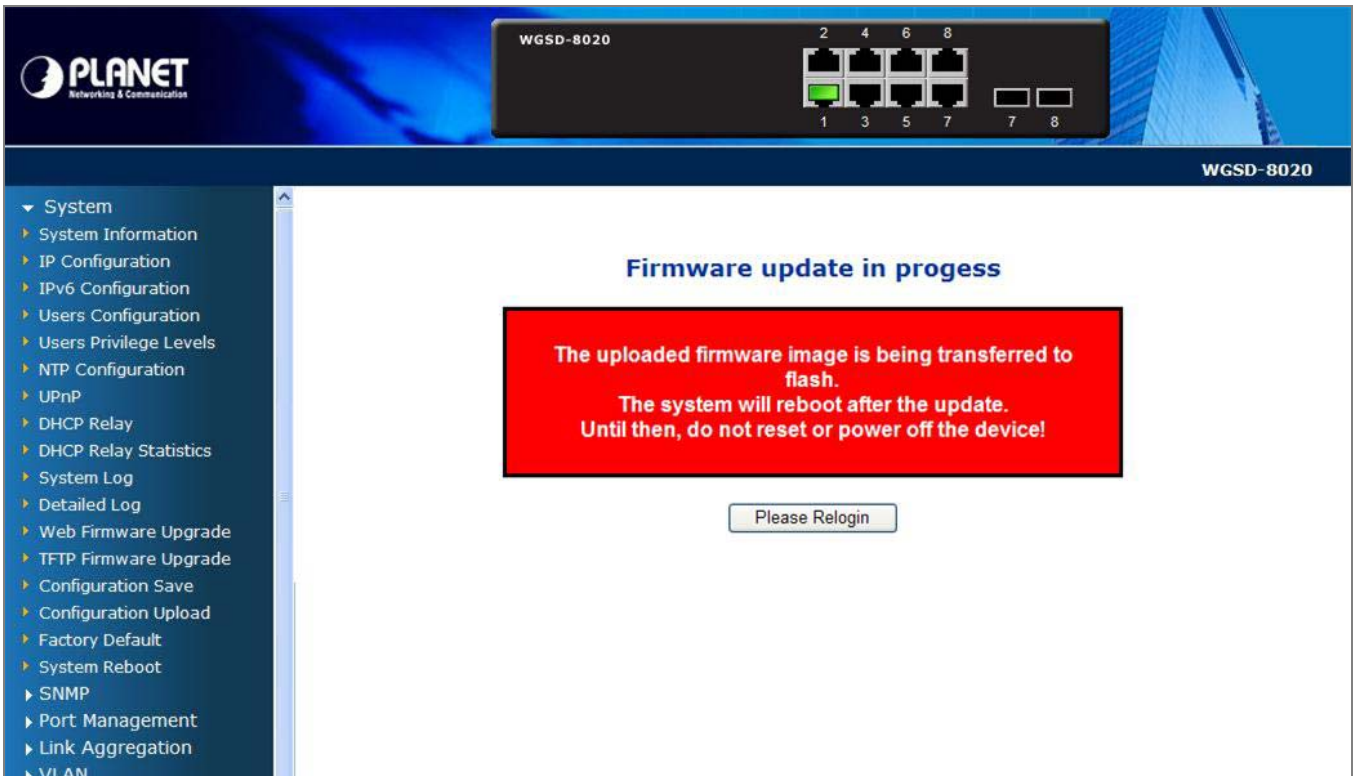 PLANET
Networking & Communication
WGSD-8020
2 4 6 8
1 3 5 7 7 8
WGSD-8020
System
System Information
IP Configuration
IPv6 Configuration
Users Configuration
Users Privilege Levels
NTP Configuration
UPnP
DHCP Relay
DHCP Relay Statistics
System Log
Detailed Log
Web Firmware Upgrade
TFTP Firmware Upgrade
Configuration Save
Configuration Upload
Factory Default
System Reboot
SNMP
Port Management
Link Aggregation
VLAN
Firmware update in progess
The uploaded firmware image is being transferred to
flash.
The system will reboot after the update.
Until then, do not reset or power off the device!
Please Relogin